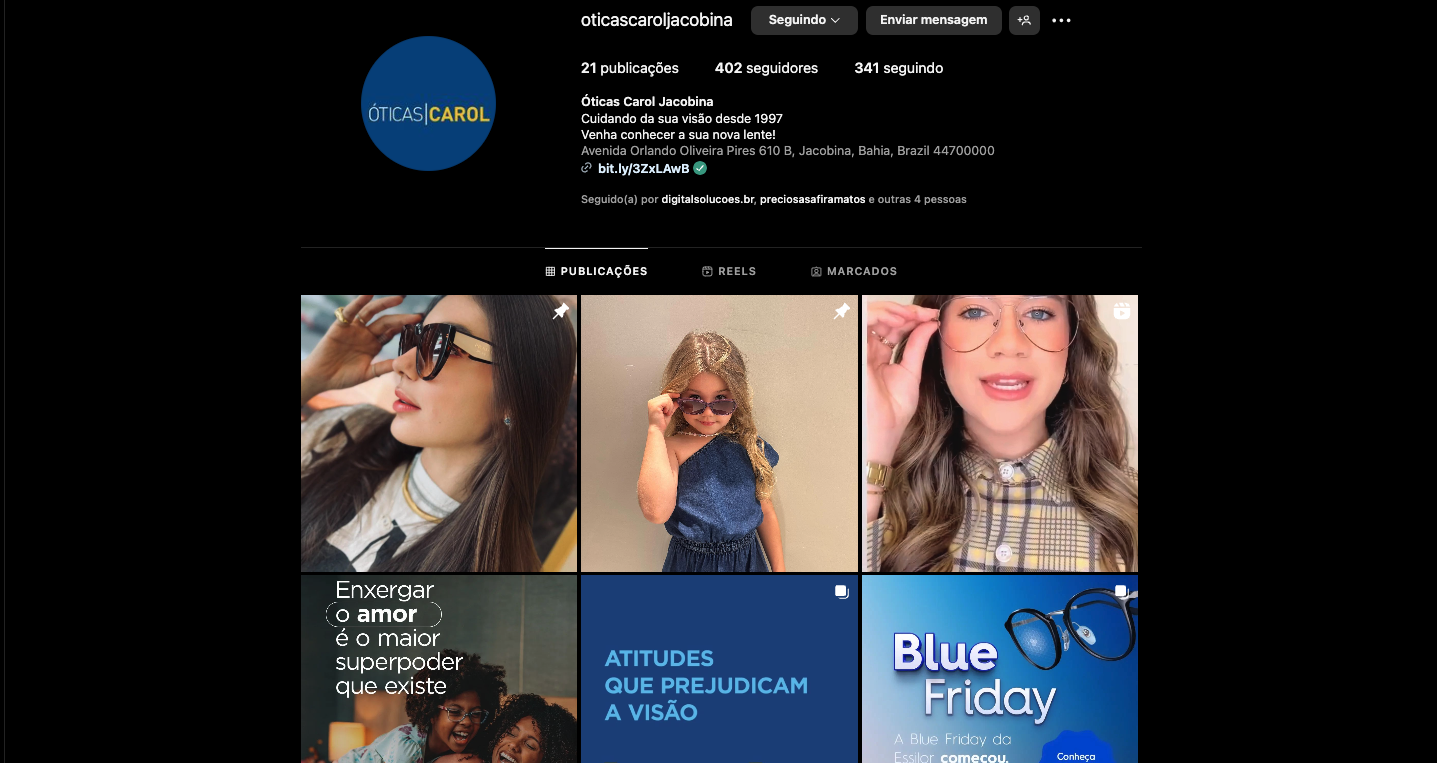 oticascaroljacobina
Seguindo
Enviar mensagem
21 publicações
402 seguidores
341 seguindo
ÓTICAS|CAROL
Óticas Carol Jacobina
Cuidando da sua visão desde 1997
Venha conhecer a sua nova lente!
Avenida Orlando Oliveira Pires 610 B, Jacobina, Bahia, Brazil 44700000
bit.ly/3ZxLAwB
Seguido(a) por digitalsolucoes.br, preciosasafiramatos e outras 4 pessoas
PUBLICAÇÕES
REELS
MARCADOS
Enxergar
o amor
é o maior
superpoder
que existe
ATITUDES
QUE PREJUDICAM
A VISÃO
Blue
Friday
A Blue Friday da
Essilor começou.
Conheça